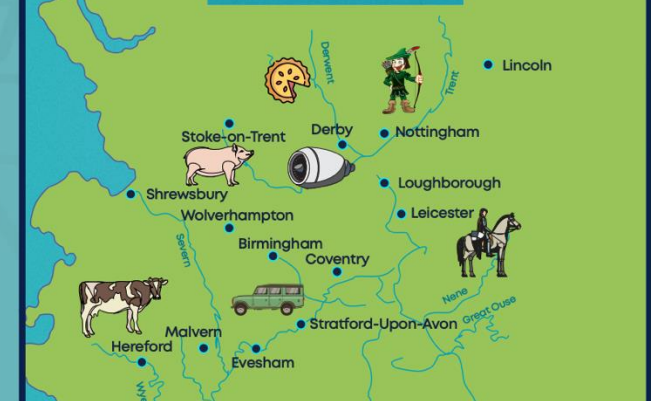 Derwent
Trent
Lincoln
Stoke-on-Trent
Derby
Nottingham
Loughborough
Shrewsbury
Wolverhampton
Leicester
Severn
Birmingham
Coventry
Nene
Great Ouse
Stratford-Upon-Avon
Malvern
Hereford
Evesham
Wye